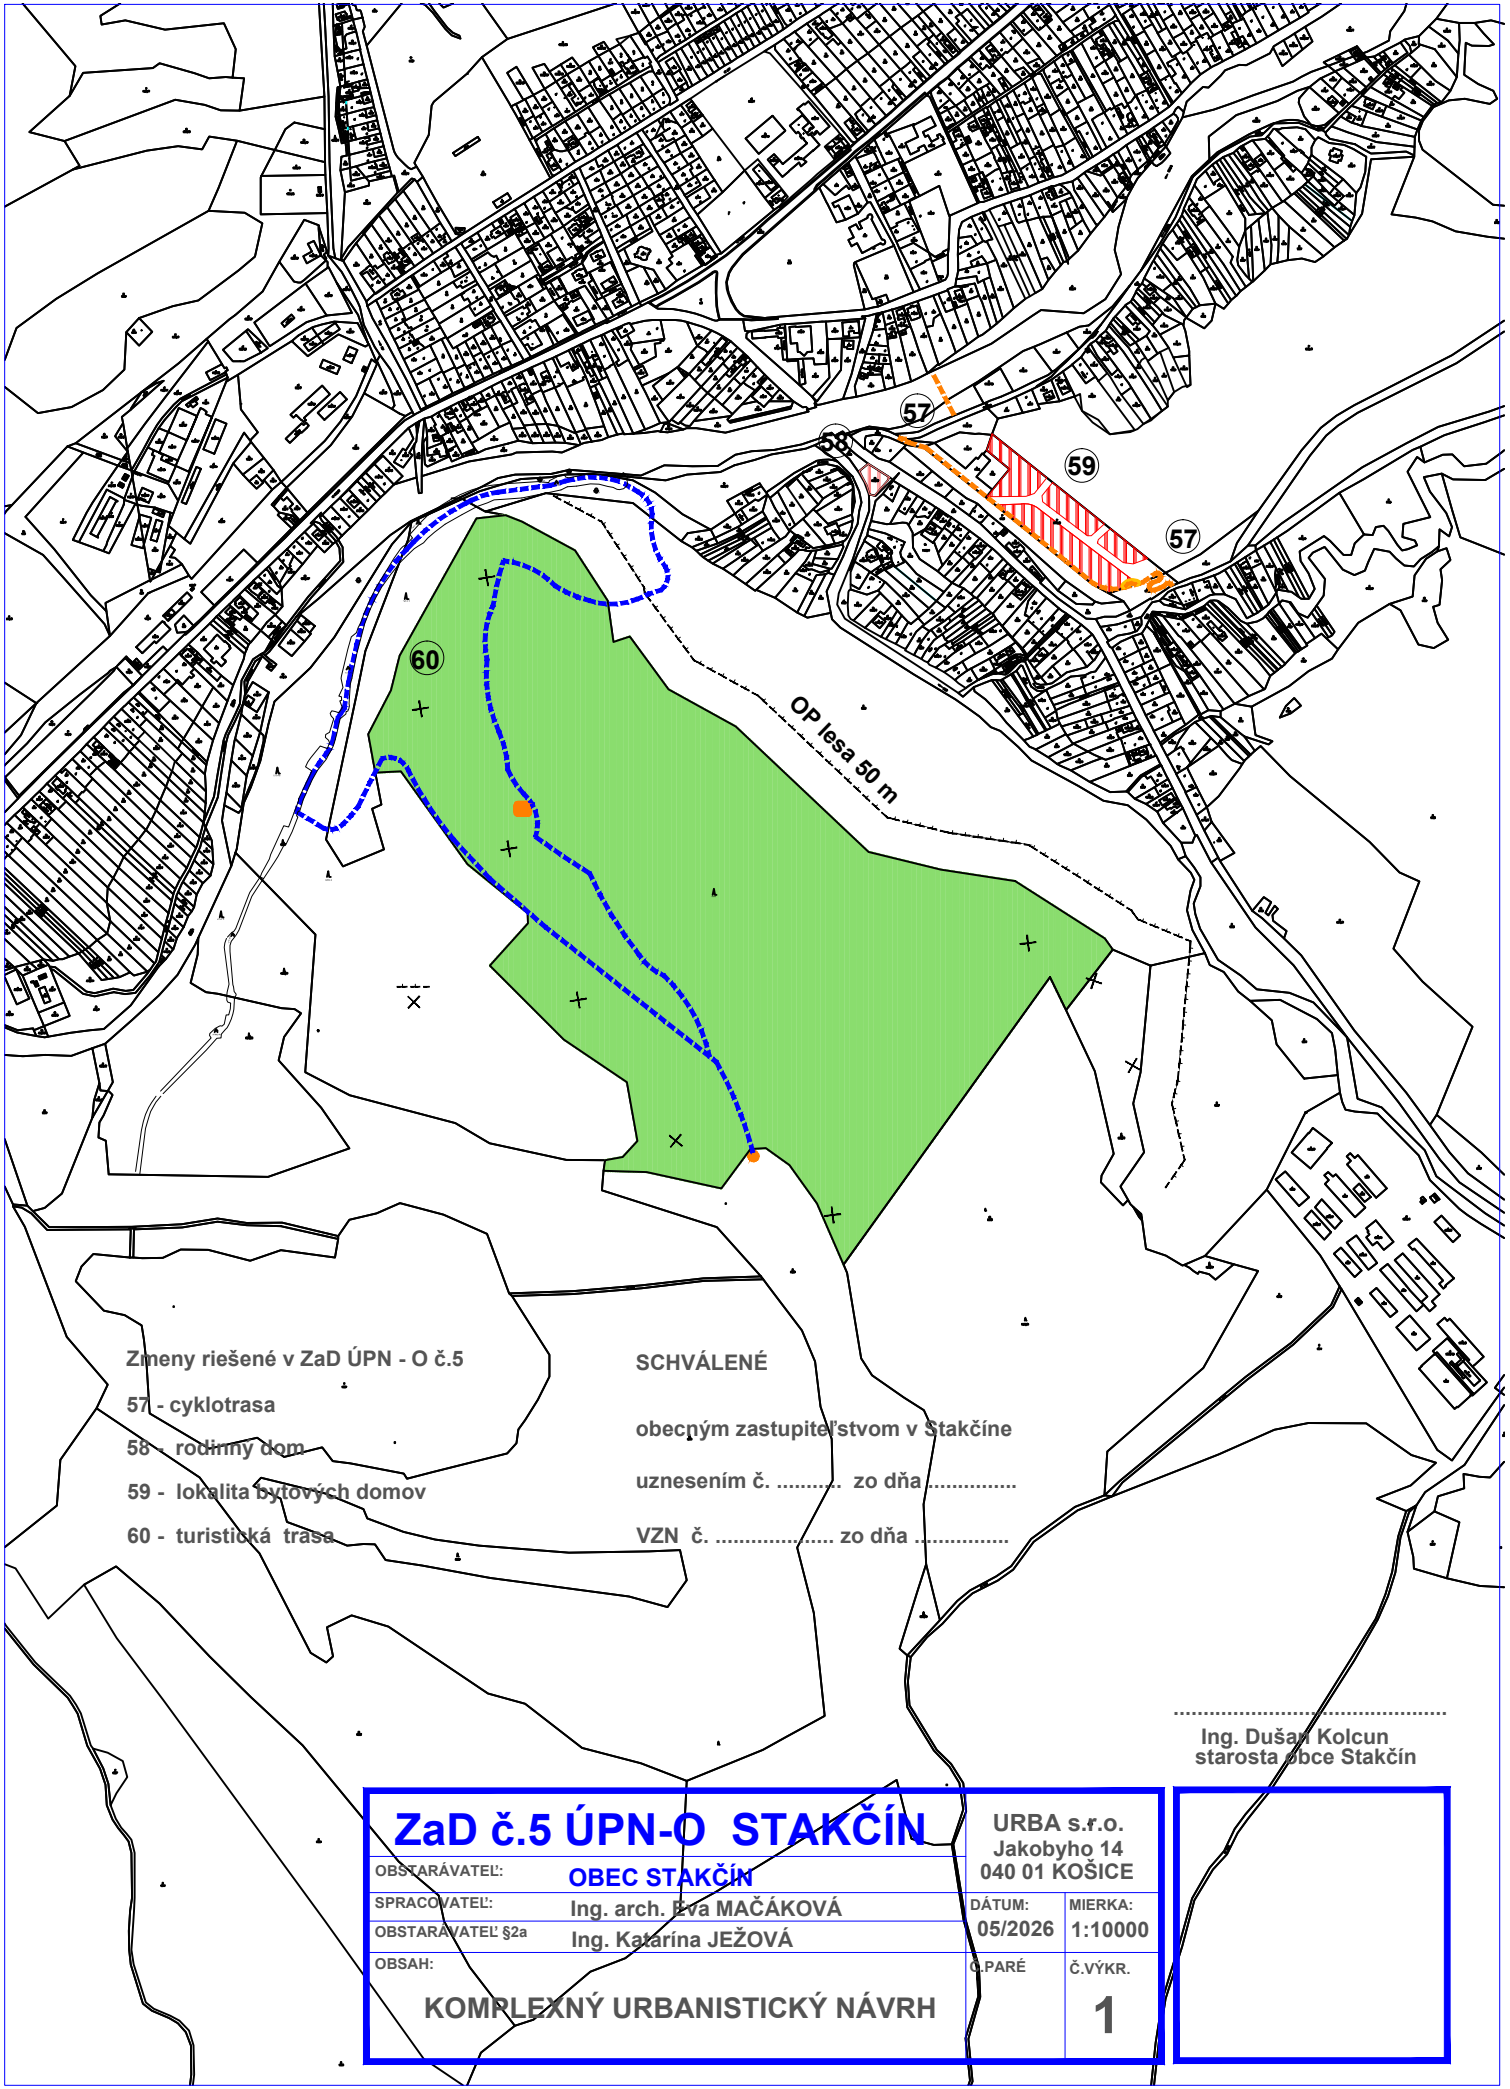 57
58
59
57
60
OP lesa 50 m
Zmeny riešené v ZaD ÚPN - O č.5
57 - cyklotrasa
58 - rodinný dom
59 - lokalita bytových domov
60 - turistická trasa
SCHVÁLENÉ
obecným zastupiteľstvom v Stakčíne
uznesením č. ........... zo dňa ...............
VZN č. .................... zo dňa ................
..............................................
Ing. Dušan Kolcun
starosta obce Stakčín
ZaD č.5 ÚPN-O STAKČÍN
OBSTARÁVATEĽ: OBEC STAKČÍN
SPRACOVATEĽ: Ing. arch. Eva MAČÁKOVÁ
OBSTARÁVATEĽ §2a Ing. Katarína JEŽOVÁ
OBSAH:
KOMPLEXNÝ URBANISTICKÝ NÁVRH
URBA s.r.o.
Jakobyho 14
040 01 KOŠICE
DÁTUM: MIERKA:
05/2026 1:10000
Č.PARÉ Č.VÝKR.
1